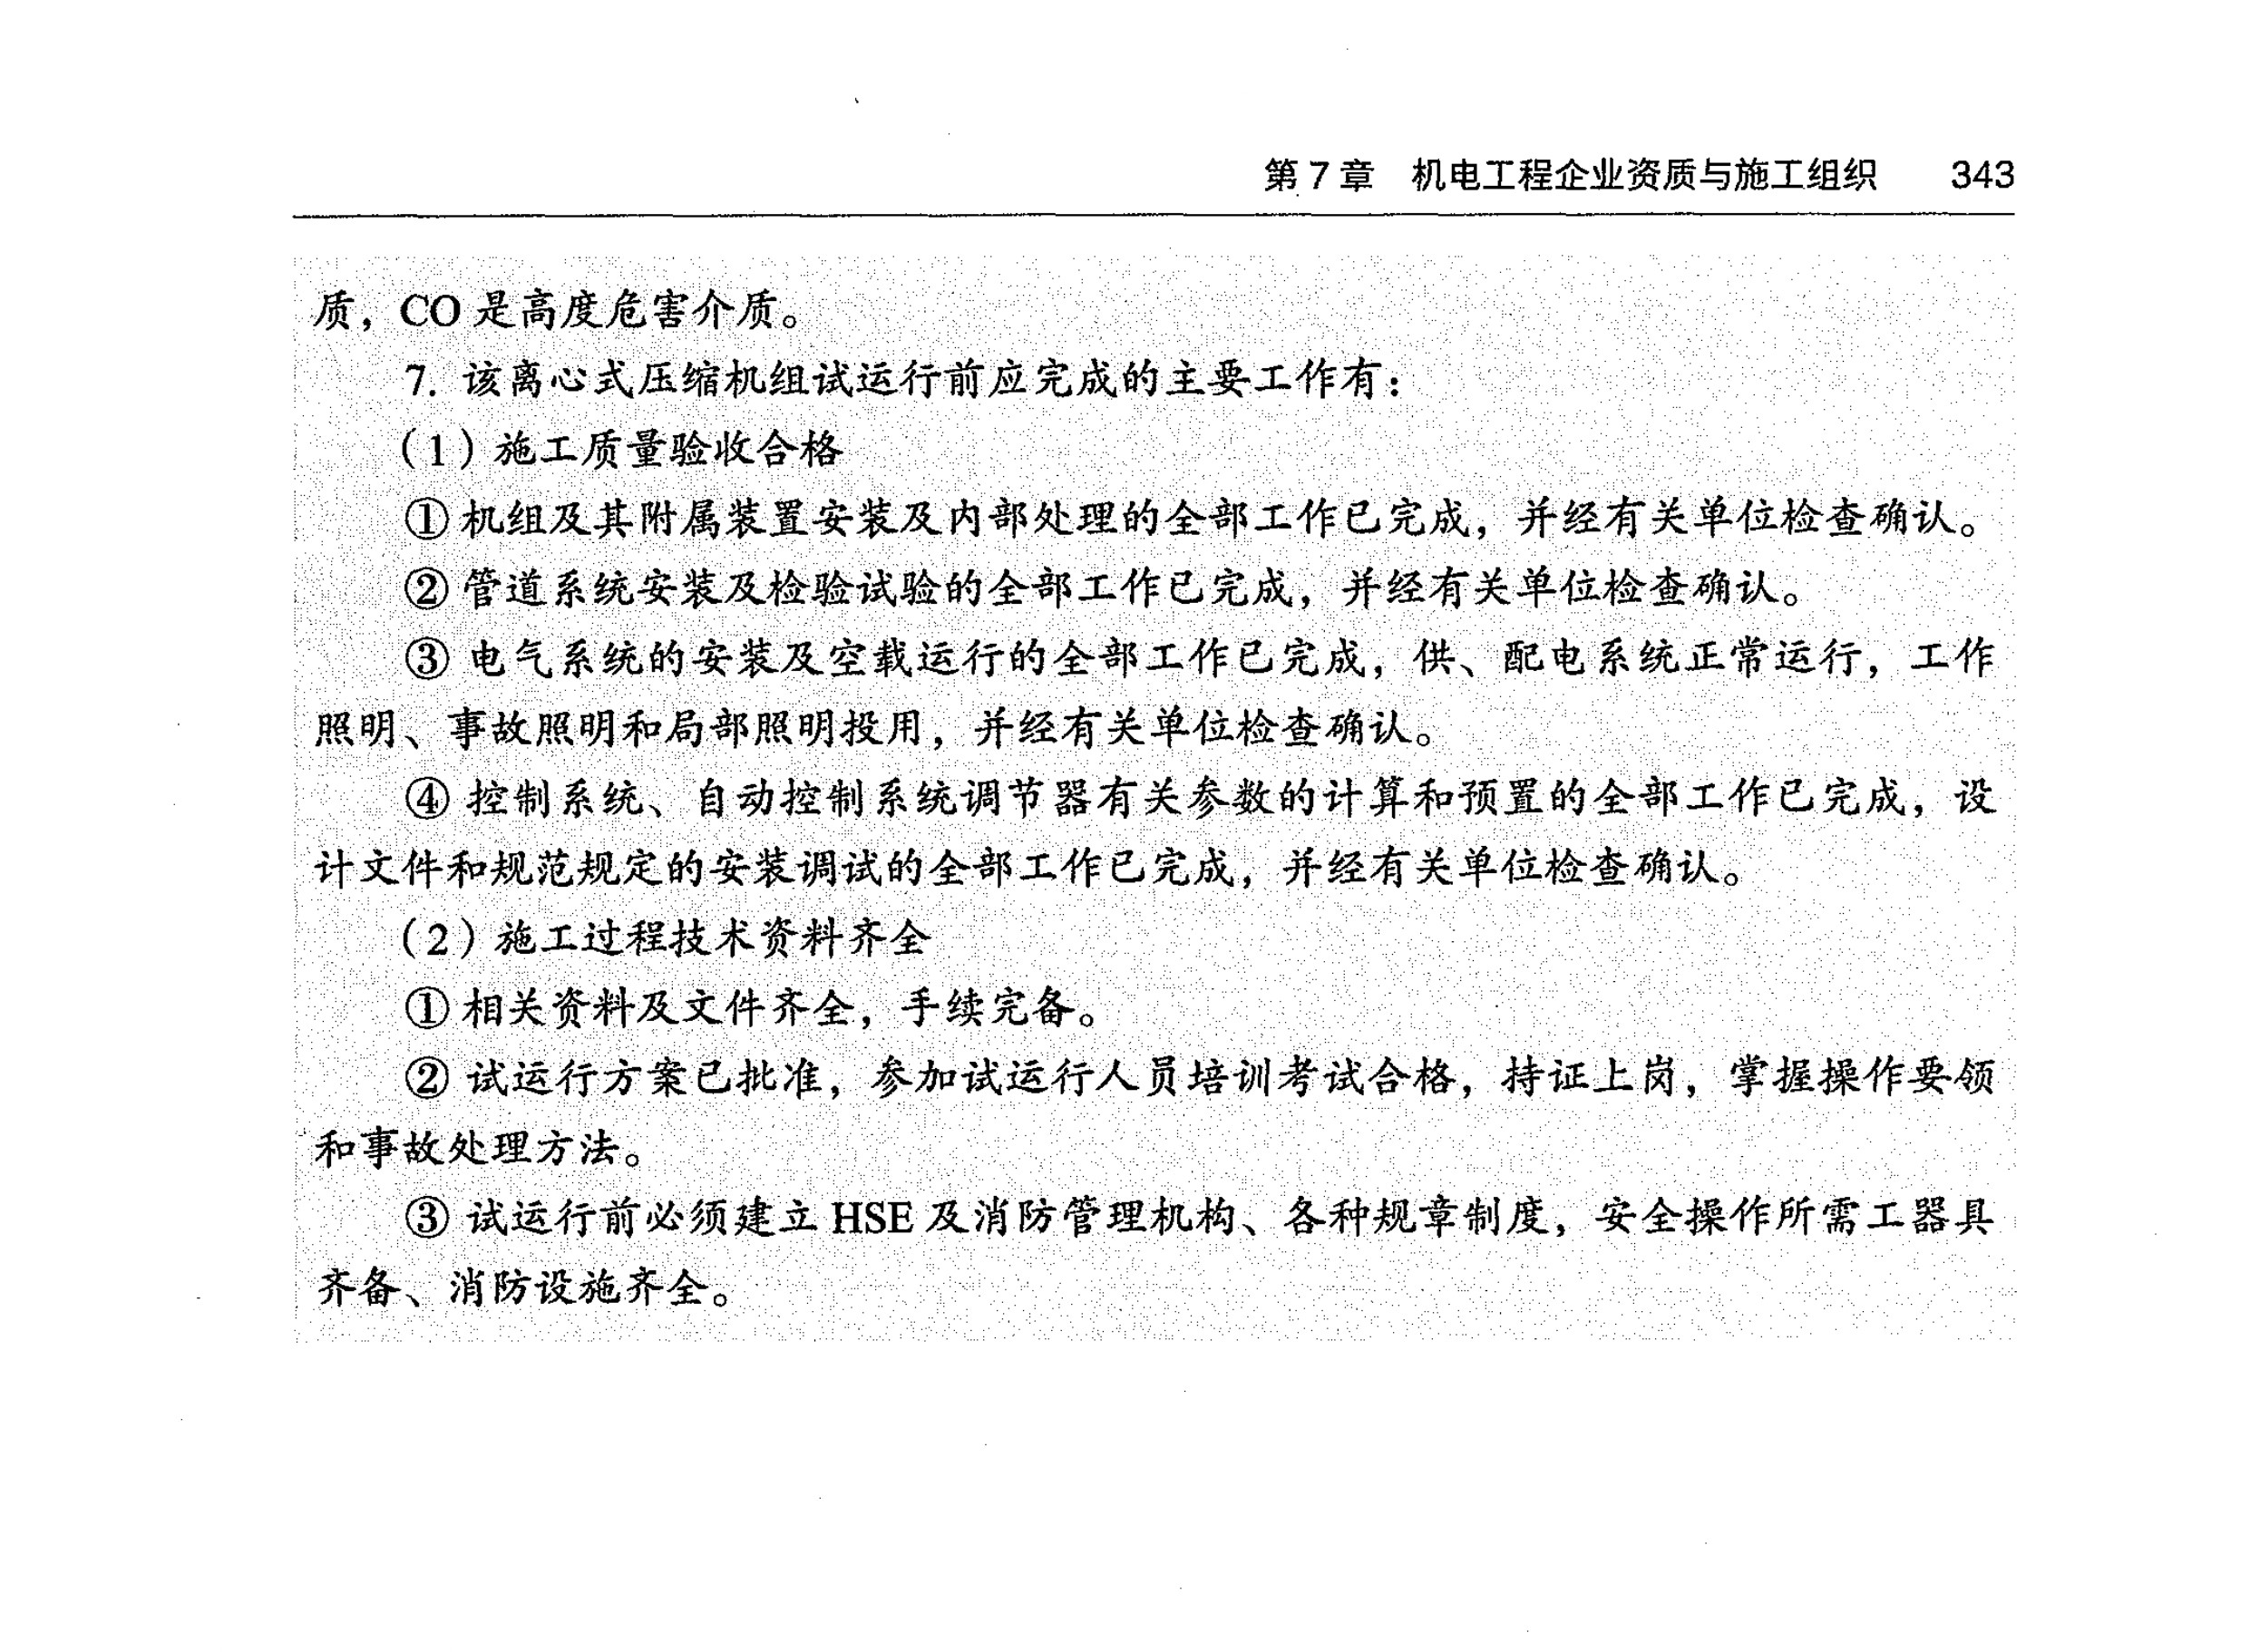 第7章 机电工程企业资质与施工组织 343
质，CO是高度危害介质。
7. 该离心式压缩机组试运行前应完成的主要工作有：
（1）施工质量验收合格
①机组及其附属装置安装及内部处理的全部工作已完成，并经有关单位检查确认。
②管道系统安装及检验试验的全部工作已完成，并经有关单位检查确认。
③电气系统的安装及空载运行的全部工作已完成，供、配电系统正常运行，工作
照明、事故照明和局部照明投用，并经有关单位检查确认。
④控制系统、自动控制系统调节器有关参数的计算和预置的全部工作已完成，设
计文件和规范规定的安装调试的全部工作已完成，并经有关单位检查确认。
（2）施工过程技术资料齐全
①相关资料及文件齐全，手续完备。
②试运行方案已批准，参加试运行人员培训考试合格，持证上岗，掌握操作要领
和事故处理方法。
③试运行前必须建立HSE及消防管理机构、各种规章制度，安全操作所需工器具
齐备、消防设施齐全。